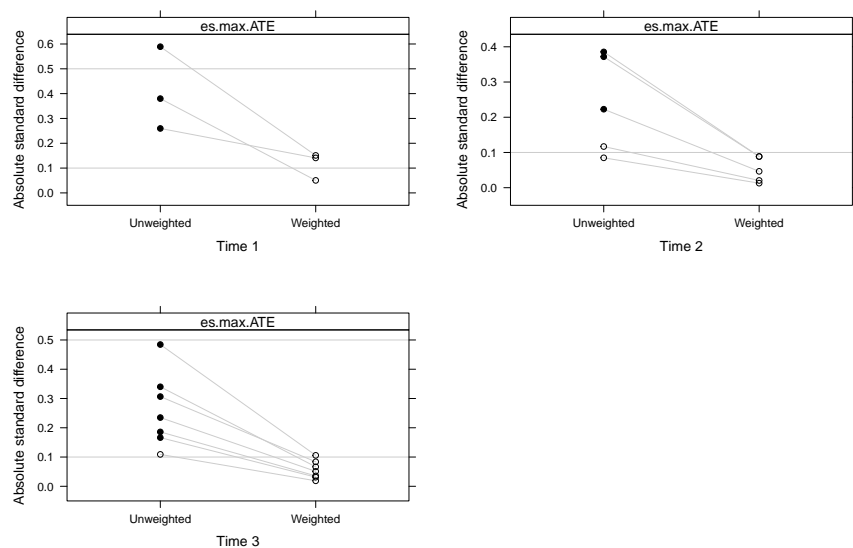 es.max.ATE
Absolute standard difference
0.6
0.5
0.4
0.3
0.2
0.1
0.0
Unweighted Weighted
Time 1
es.max.ATE
Absolute standard difference
0.4
0.3
0.2
0.1
0.0
Unweighted Weighted
Time 2
es.max.ATE
Absolute standard difference
0.5
0.4
0.3
0.2
0.1
0.0
Unweighted Weighted
Time 3